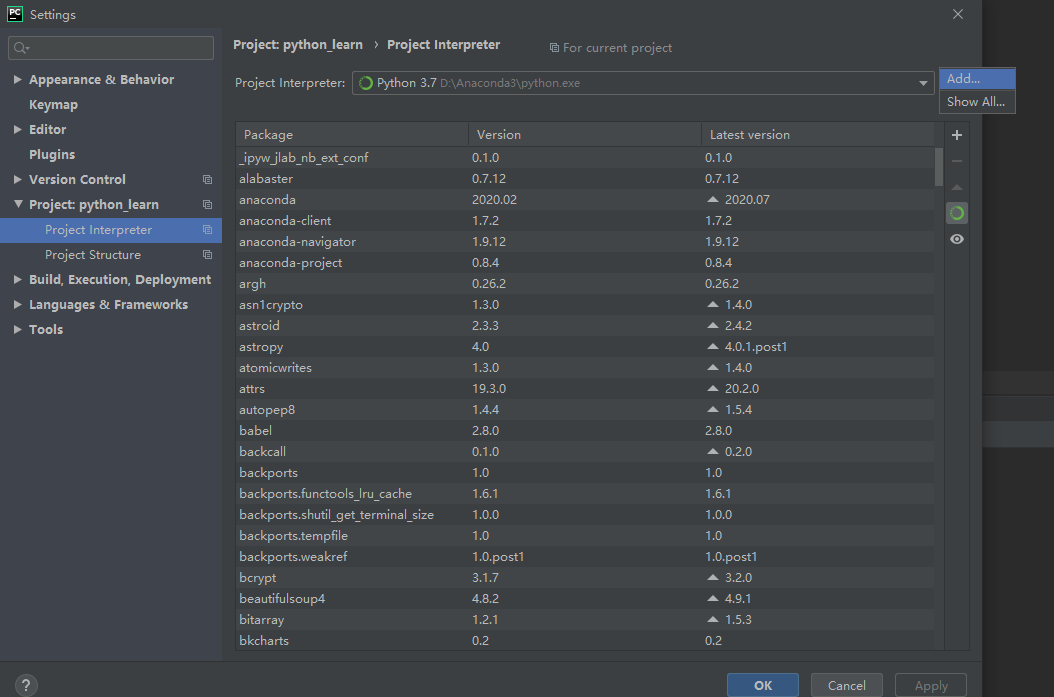 PC Settings
Project: python_learn › Project Interpreter For current project
Project Interpreter: Python 3.7 D:\Anaconda3\python.exe
Add...
Show All...
Appearance & Behavior
Keymap
Editor
Plugins
Version Control
Project: python_learn
Project Interpreter
Project Structure
Build, Execution, Deployment
Languages & Frameworks
Tools
Package Version Latest version
_ipyw_jlab_nb_ext_conf 0.1.0 0.1.0
alabaster 0.7.12 0.7.12
anaconda 2020.02 2020.07
anaconda-client 1.7.2 1.7.2
anaconda-navigator 1.9.12 1.9.12
anaconda-project 0.8.4 0.8.4
argh 0.26.2 0.26.2
asn1crypto 1.3.0 1.4.0
astroid 2.3.3 2.4.2
astropy 4.0 4.0.1.post1
atomicwrites 1.3.0 1.4.0
attrs 19.3.0 20.2.0
autopep8 1.4.4 1.5.4
babel 2.8.0 2.8.0
backcall 0.1.0 0.2.0
backports 1.0 1.0
backports.functools_lru_cache 1.6.1 1.6.1
backports.shutil_get_terminal_size 1.0.0 1.0.0
backports.tempfile 1.0 1.0
backports.weakref 1.0.post1 1.0.post1
bcrypt 3.1.7 3.2.0
beautifulsoup4 4.8.2 4.9.1
bitarray 1.2.1 1.5.3
bkcharts 0.2 0.2
? OK Cancel Apply